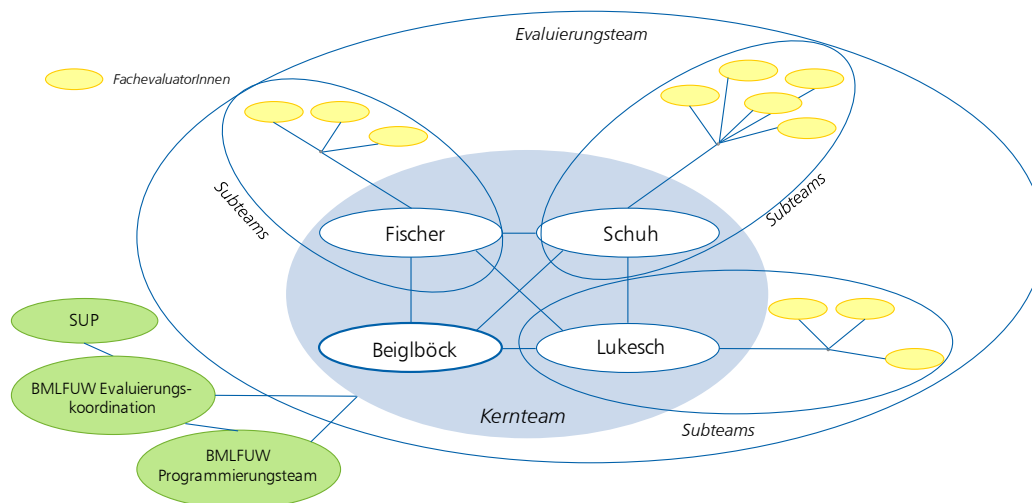 Evaluierungsteam
FachevaluatorInnen
Subteams
Subteams
Fischer
Schuh
SUP
Beiglböck
Lukesch
BMLFUW Evaluierungs-
koordination
Kernteam
Subteams
BMLFUW
Programmierungsteam